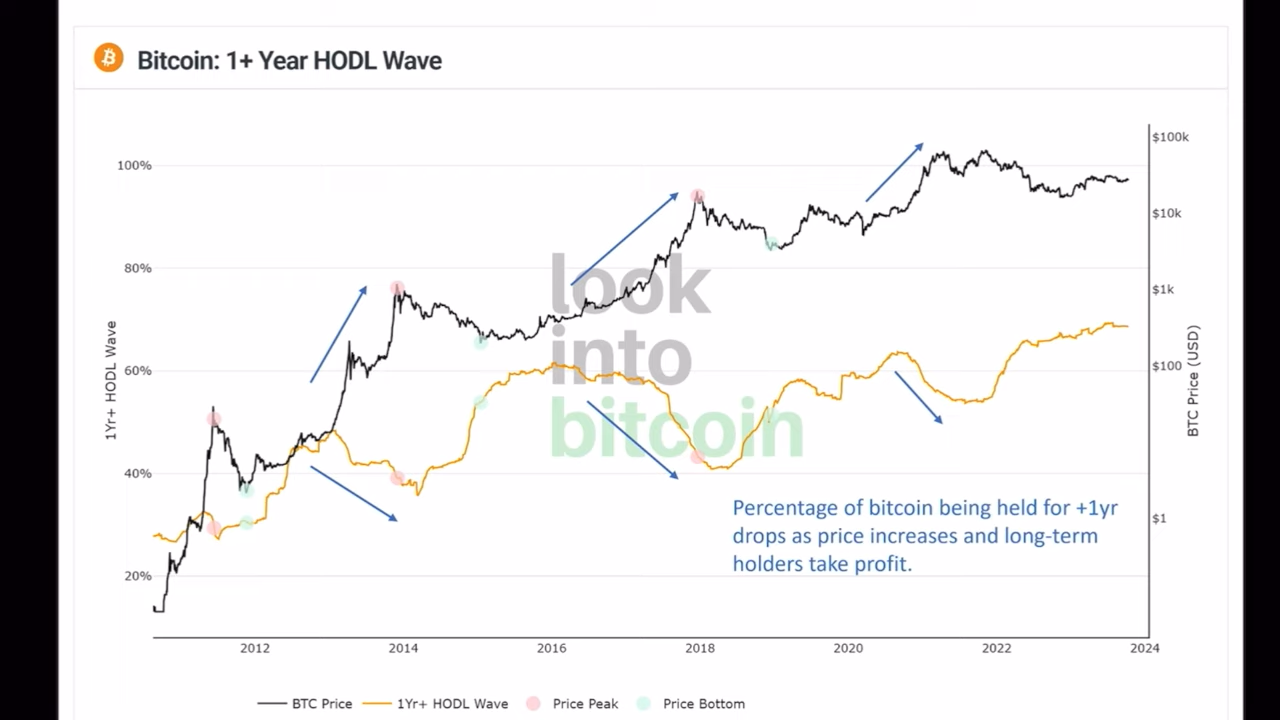 Bitcoin: 1+ Year HODL Wave
100%
80%
60%
40%
20%
1Yr+ HODL Wave
$100k
$10k
$1k
$100
$1
BTC Price (USD)
look
into
bitcoin
Percentage of bitcoin being held for +1yr
drops as price increases and long-term
holders take profit.
2012 2014 2016 2018 2020 2022 2024
BTC Price 1Yr+ HODL Wave Price Peak Price Bottom